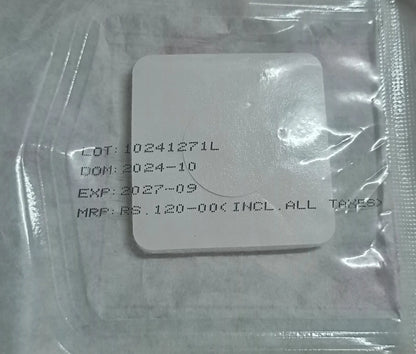 LOT: 10241271L
DOM: 2024-10
EXP: 2027-09
MRP: RS.120-00<INCL.ALL TAXES>